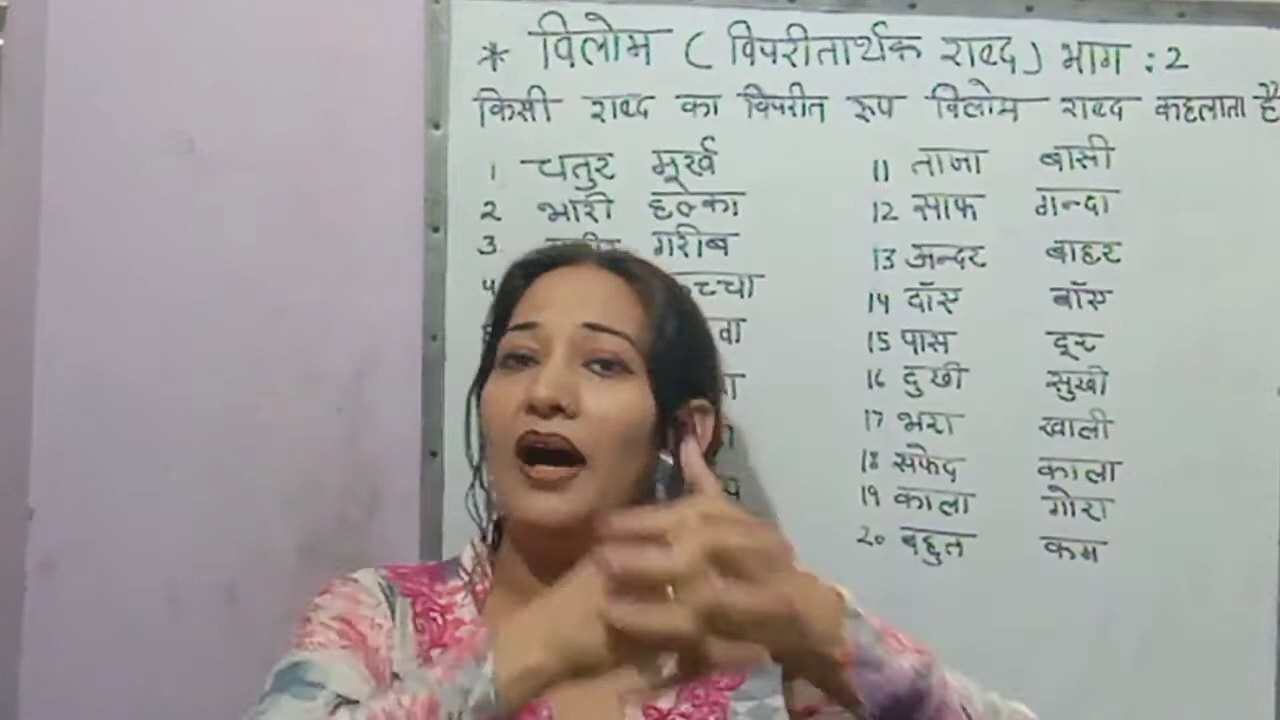 * विलोम ( विपरीतार्थक शब्द ) भाग : 2
किसी शब्द का विपरीत रूप विलोम शब्द कहलाता है
1 चतुर मूर्ख
2 भारी हल्का
3 गरीब
4
11 ताजा बासी
12 साफ गन्दा
13 अन्दर बाहर
14 दाँए बाँए
15 पास दूर
16 दुखी सुखी
17 भरा खाली
18 सफेद काला
19 काला गोरा
20 बहुत कम